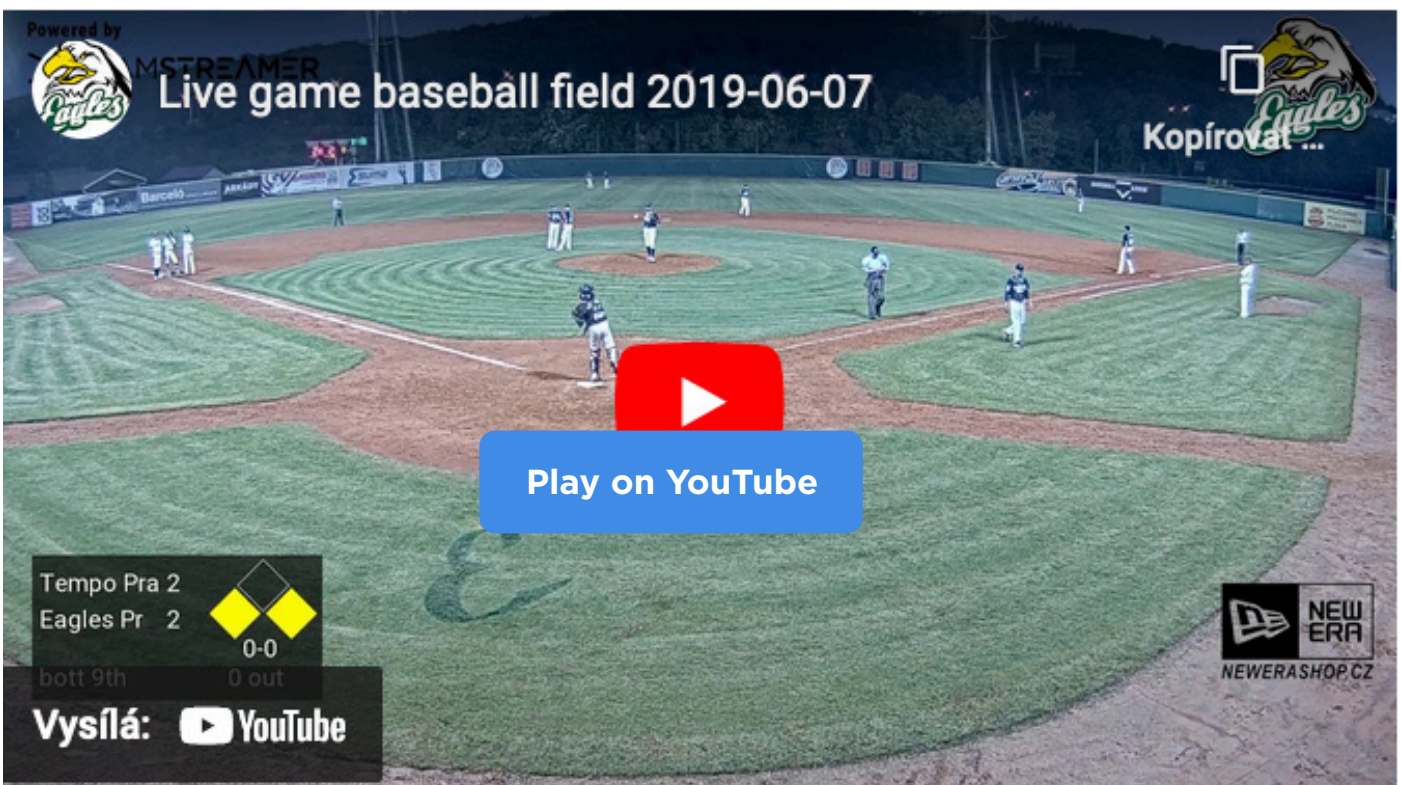 Powered by
MSTREAMER
Eagles
Live game baseball field 2019-06-07
Eagles
Kopírovat ...
Barceló
Play on YouTube
Tempo Pra 2
Eagles Pr 2
0-0
bott 9th 0 out
NEW
ERA
NEWERASHOP.CZ
Vysílá: YouTube